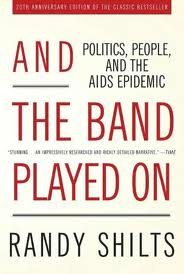 20TH-ANNIVERSARY EDITION OF THE CLASSIC BESTSELLER
AND
POLITICS, PEOPLE,
AND THE
AIDS EPIDEMIC
THE BAND
"STUNNING ... AN IMPRESSIVELY RESEARCHED AND RICHLY DETAILED NARRATIVE." —TIME
PLAYED ON
RANDY SHILTS